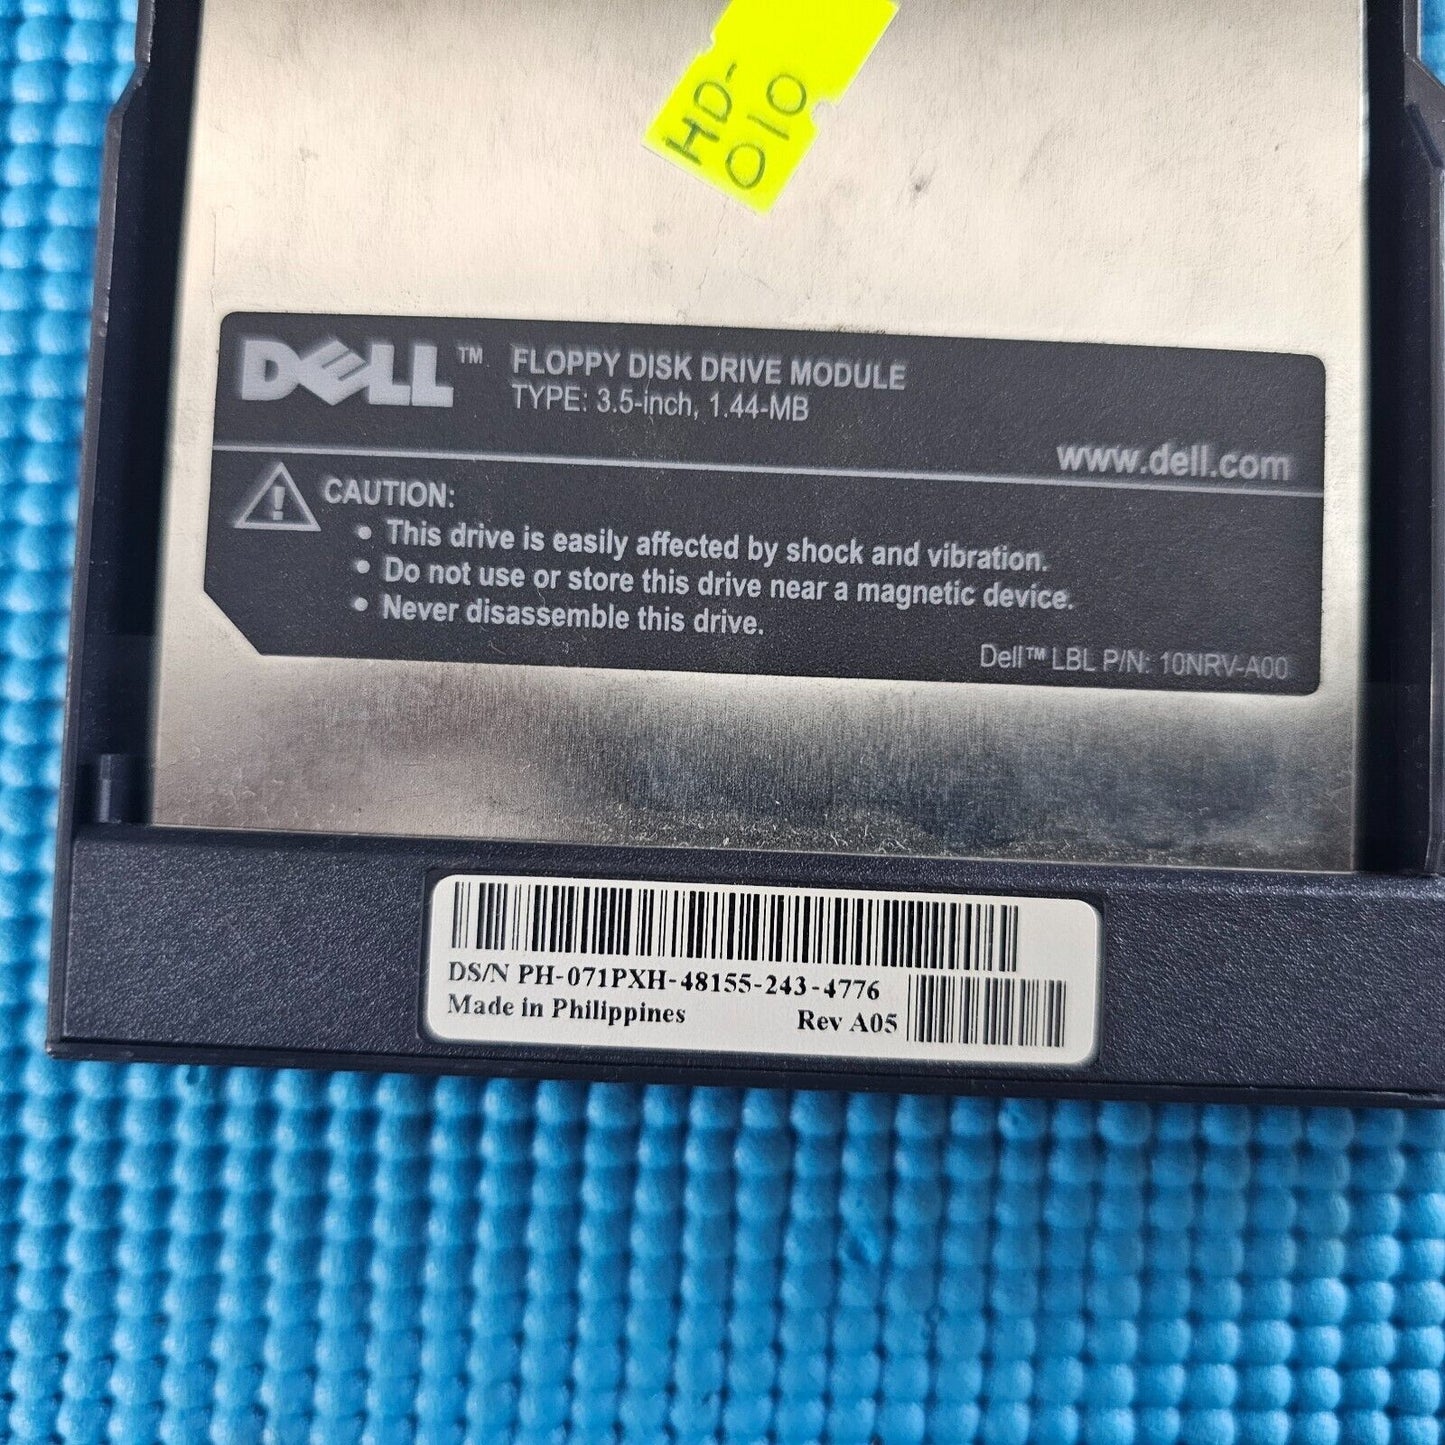 HD-
010
DELL™
FLOPPY DISK DRIVE MODULE
TYPE: 3.5-inch, 1.44-MB
www.dell.com
CAUTION:
• This drive is easily affected by shock and vibration.
• Do not use or store this drive near a magnetic device.
• Never disassemble this drive.
Dell™ LBL P/N: 10NRV-A00
DS/N PH-071PXH-48155-243-4776
Made in Philippines Rev A05